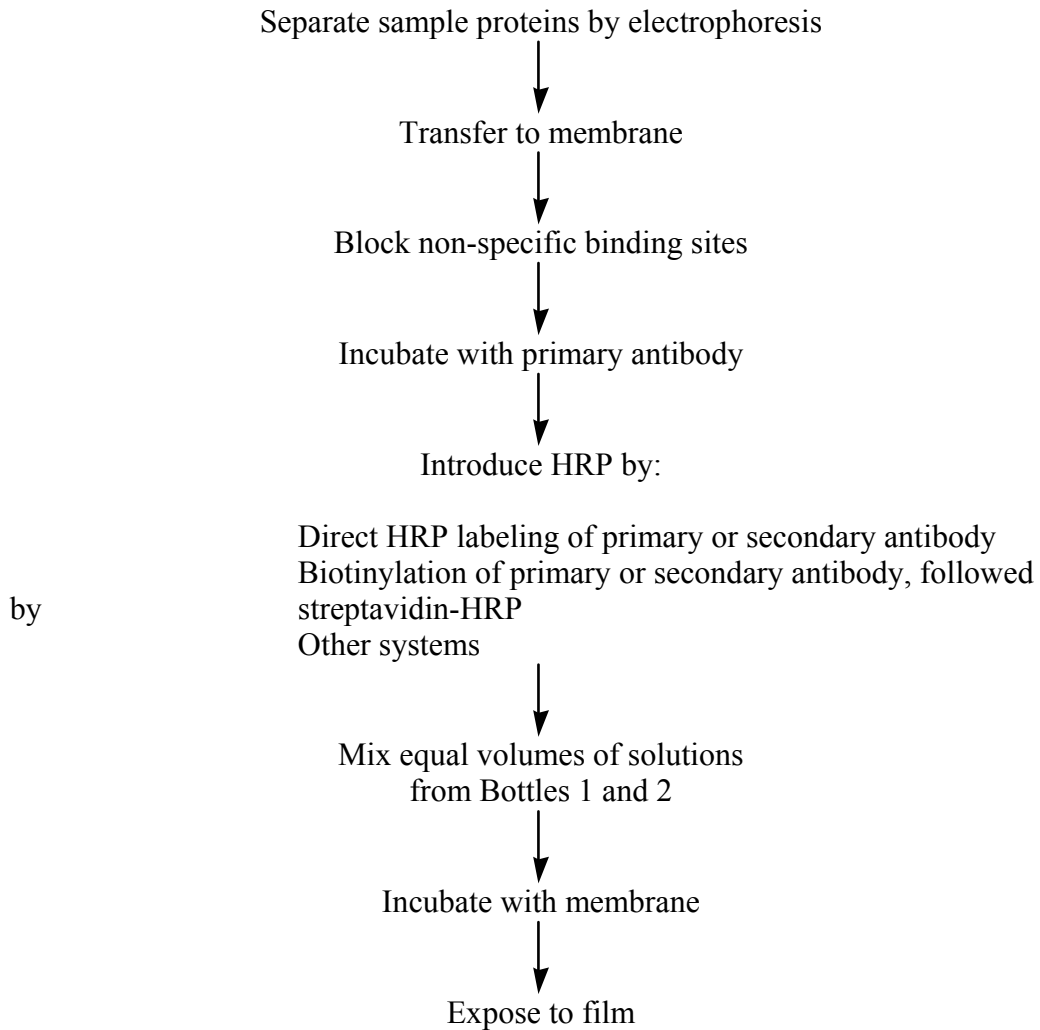 Separate sample proteins by electrophoresis
Transfer to membrane
Block non-specific binding sites
Incubate with primary antibody
Introduce HRP by:
Direct HRP labeling of primary or secondary antibody
Biotinylation of primary or secondary antibody, followed
by streptavidin-HRP
Other systems
Mix equal volumes of solutions
from Bottles 1 and 2
Incubate with membrane
Expose to film